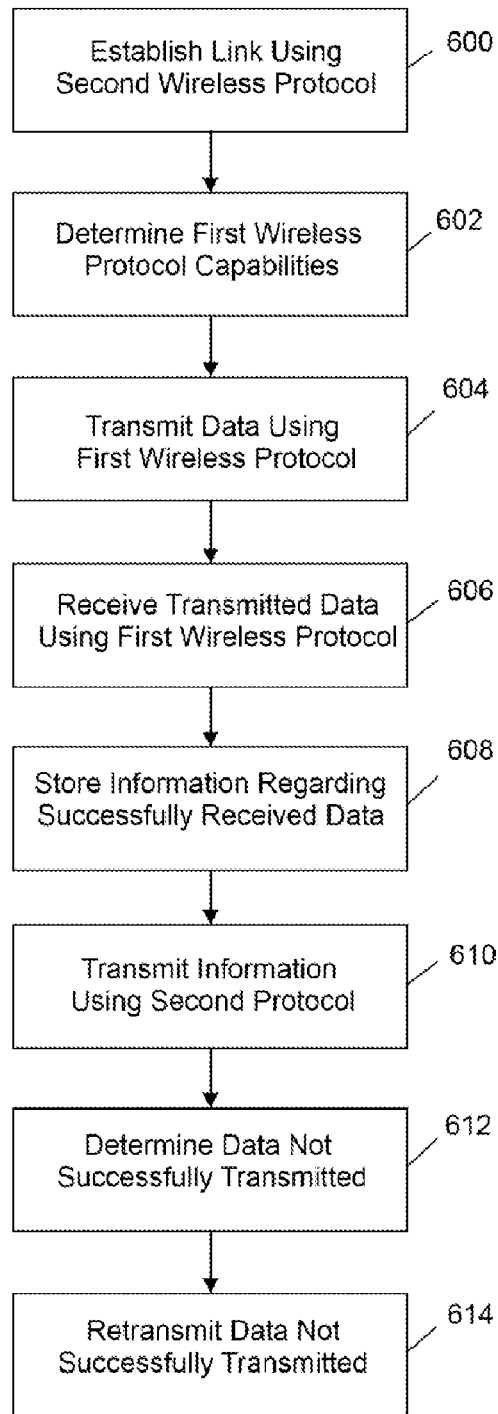 Establish Link Using
Second Wireless Protocol
600
Determine First Wireless
Protocol Capabilities
602
Transmit Data Using
First Wireless Protocol
604
Receive Transmitted Data
Using First Wireless Protocol
606
Store Information Regarding
Successfully Received Data
608
Transmit Information
Using Second Protocol
610
Determine Data Not
Successfully Transmitted
612
Retransmit Data Not
Successfully Transmitted
614